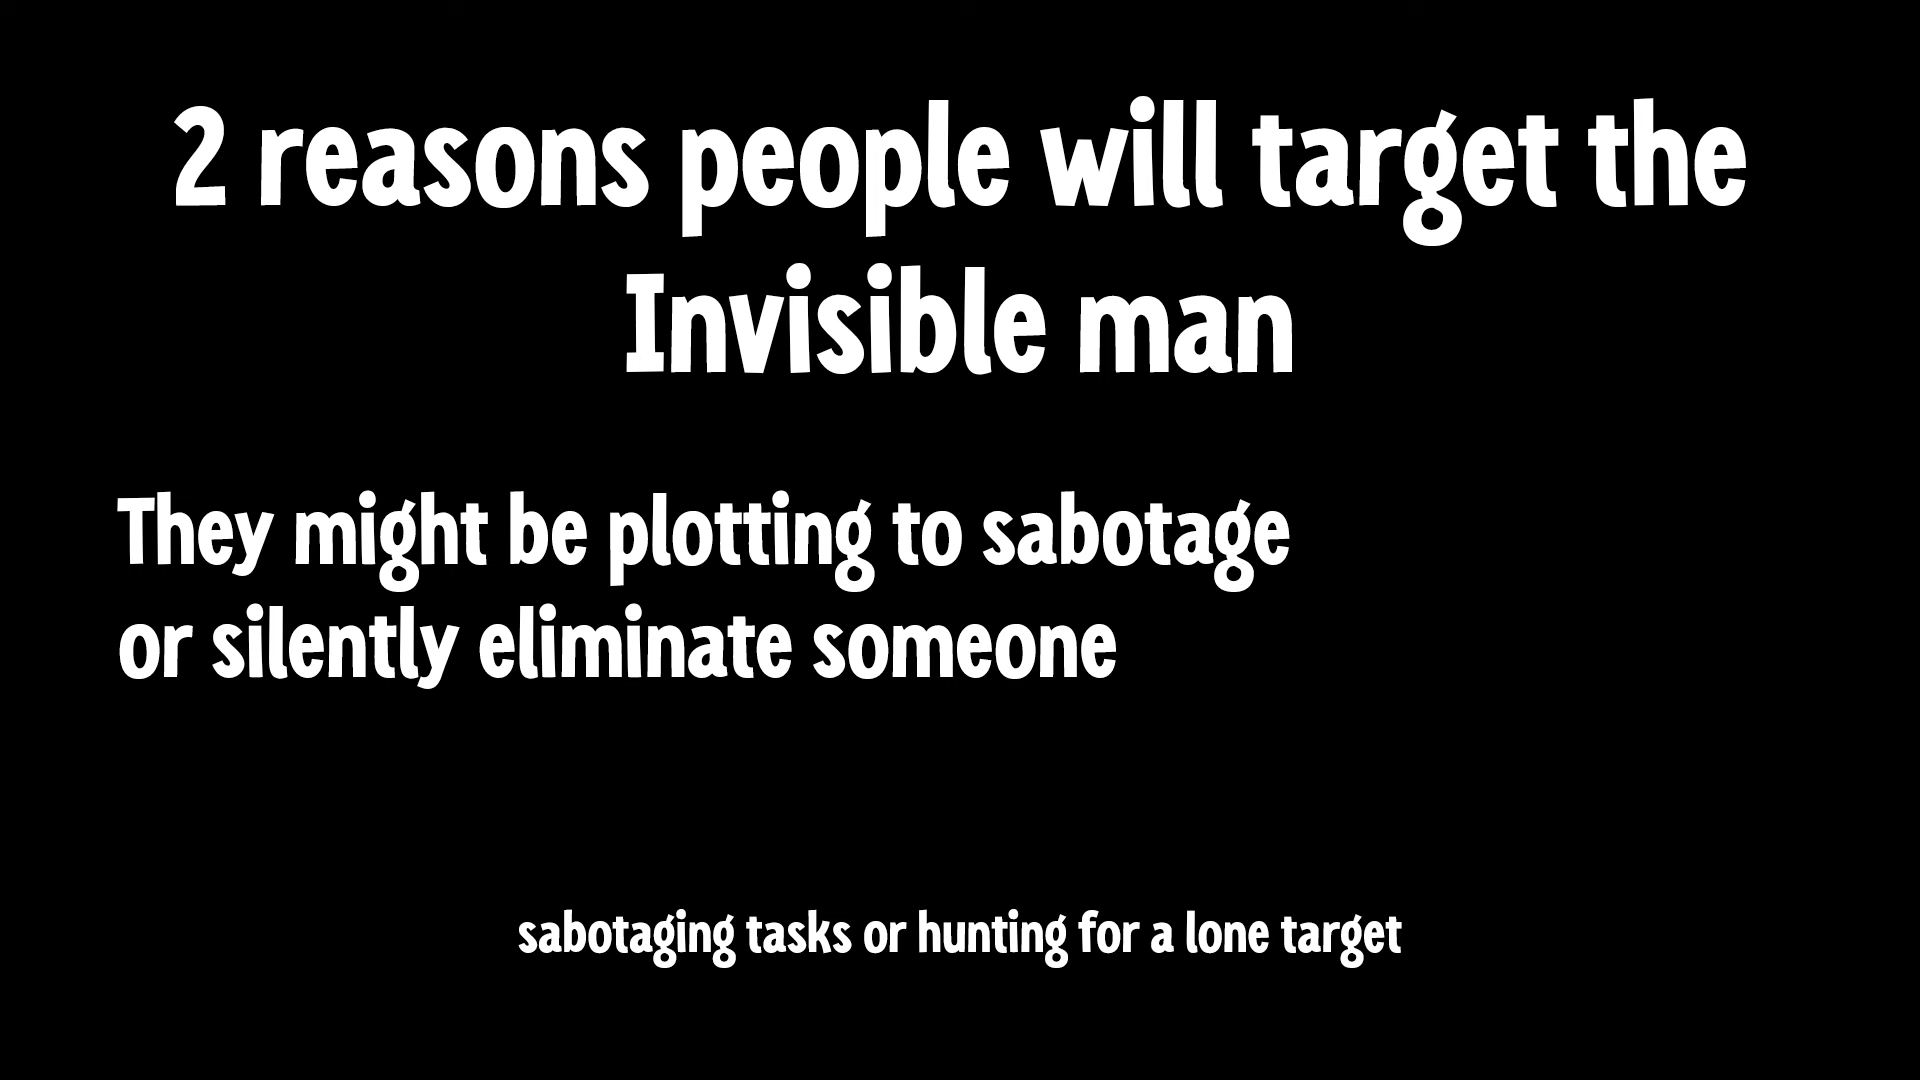 2 reasons people will target the
Invisible man
They might be plotting to sabotage
or silently eliminate someone
sabotaging tasks or hunting for a lone target